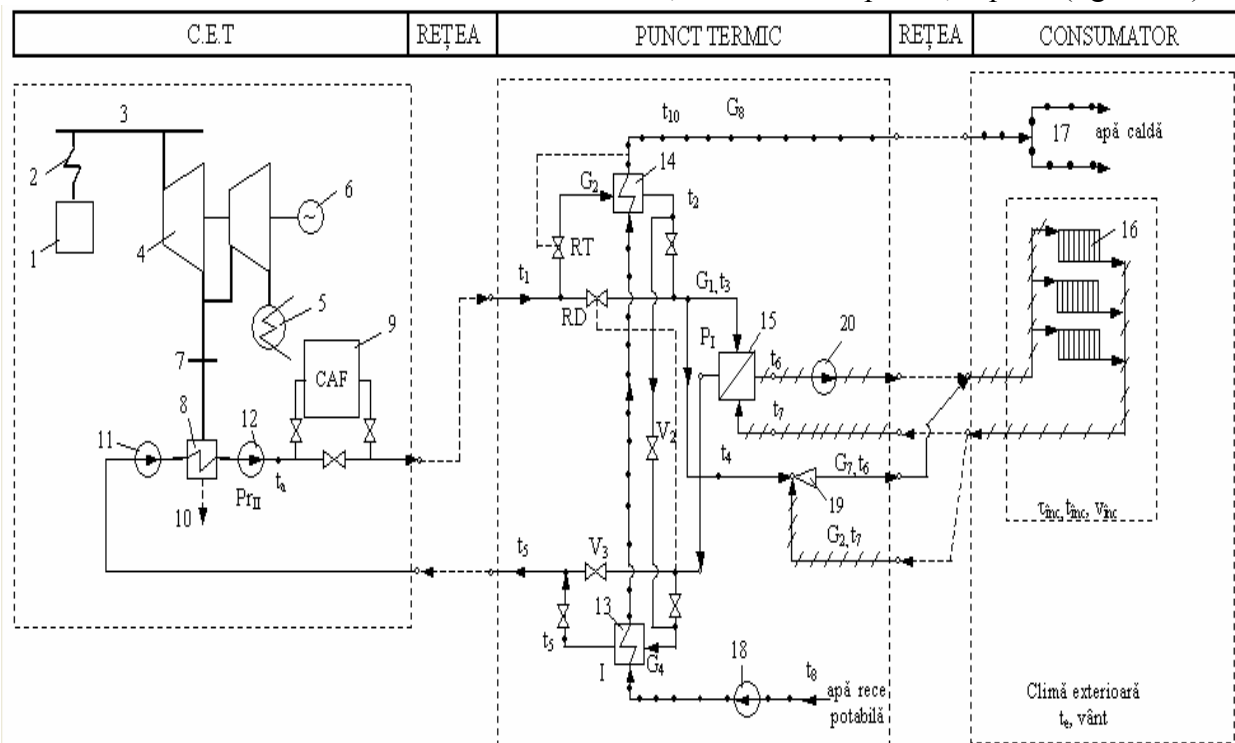 C.E.T REȚEA PUNCT TERMIC REȚEA CONSUMATOR
3
t₁₀ G₈
17 apă caldă
2
14
6
G₂
t₂
16
1
4
RT
t₁
G₁, t₃
5
9
RD
15
20
P₁
t₆
7
CAF
8
t₇
11
12
V₂
t₄
G₇, t₆
tₐ
Pr_II
19
10
τînc, tînc, vînc
G₂, t₇
t₅
V₃
13
t₅
G₄
18
t₈
I
apă rece
potabilă
Climă exterioară
tₑ, vânt